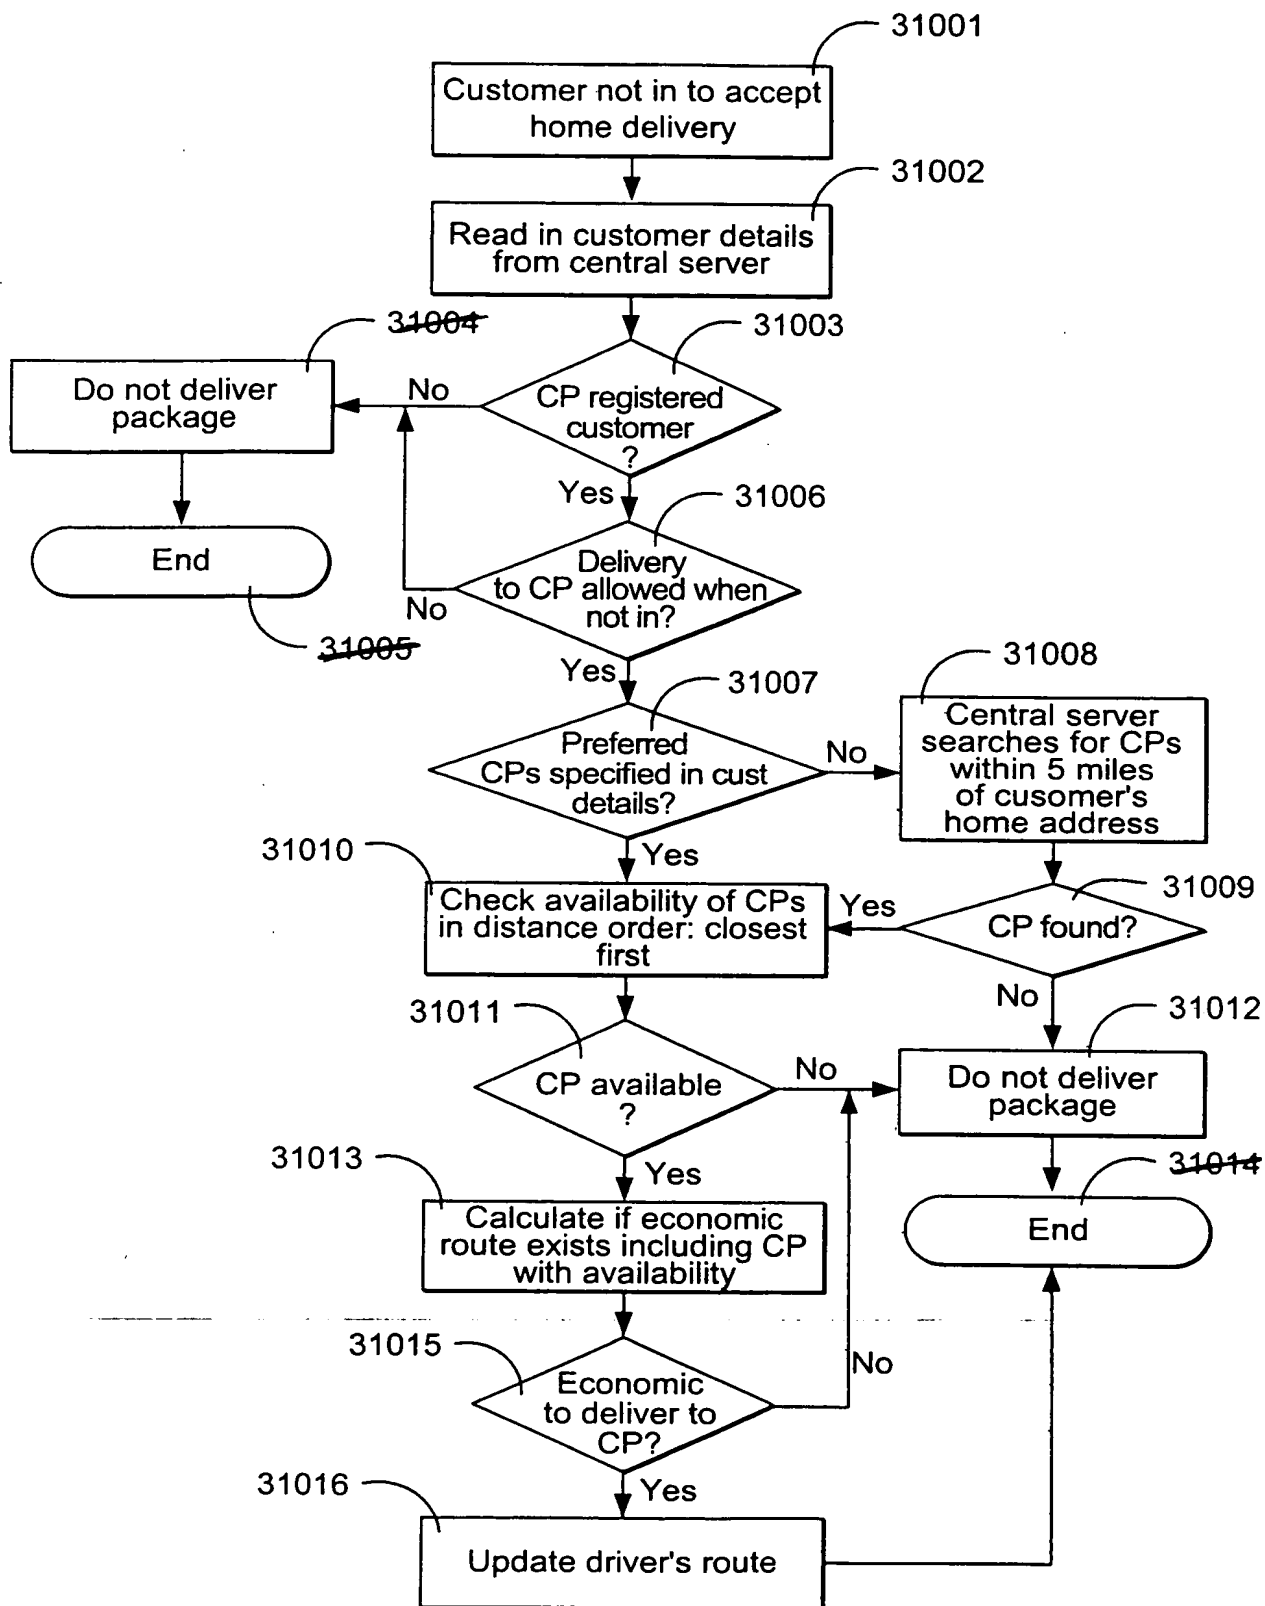 31001
Customer not in to accept
home delivery
31002
Read in customer details
from central server
31004
31003
Do not deliver
package
No
CP registered
customer
?
Yes
31006
End
Delivery
to CP allowed when
not in?
No
31005
Yes
31007
31008
Preferred
CPs specified in cust
details?
No
Central server
searches for CPs
within 5 miles
of cusomer's
home address
31010
Yes
31009
Check availability of CPs
in distance order: closest
first
Yes
CP found?
No
31011
31012
CP available
?
No
Do not deliver
package
31013
Yes
31014
Calculate if economic
route exists including CP
with availability
End
31015
No
Economic
to deliver to
CP?
31016
Yes
Update driver's route